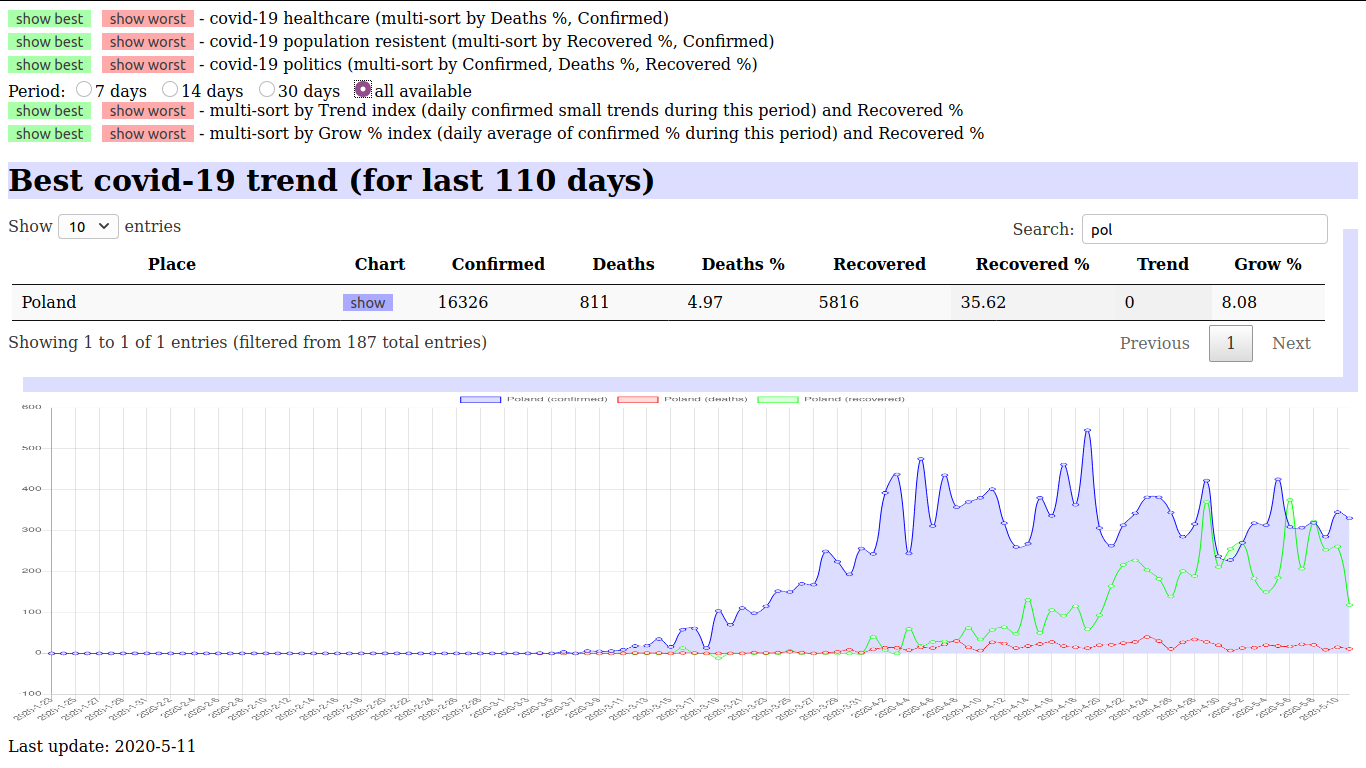 show best show worst - covid-19 healthcare (multi-sort by Deaths %, Confirmed)
show best show worst - covid-19 population resistent (multi-sort by Recovered %, Confirmed)
show best show worst - covid-19 politics (multi-sort by Confirmed, Deaths %, Recovered %)
Period: 7 days 14 days 30 days all available
show best show worst - multi-sort by Trend index (daily confirmed small trends during this period) and Recovered %
show best show worst - multi-sort by Grow % index (daily average of confirmed % during this period) and Recovered %
Best covid-19 trend (for last 110 days)
Show 10 entries Search: pol
Place Chart Confirmed Deaths Deaths % Recovered Recovered % Trend Grow %
Poland show 16326 811 4.97 5816 35.62 0 8.08
Showing 1 to 1 of 1 entries (filtered from 187 total entries) Previous 1 Next
Poland (confirmed) Poland (deaths) Poland (recovered)
600
500
400
300
200
100
0
-100
2020-1-23 2020-1-25 2020-1-27 2020-1-29 2020-1-31 2020-2-2 2020-2-4 2020-2-6 2020-2-8 2020-2-10 2020-2-12 2020-2-14 2020-2-16 2020-2-18 2020-2-20 2020-2-22 2020-2-24 2020-2-26 2020-2-28 2020-3-1 2020-3-3 2020-3-5 2020-3-7 2020-3-9 2020-3-11 2020-3-13 2020-3-15 2020-3-17 2020-3-19 2020-3-21 2020-3-23 2020-3-25 2020-3-27 2020-3-29 2020-3-31 2020-4-2 2020-4-4 2020-4-6 2020-4-8 2020-4-10 2020-4-12 2020-4-14 2020-4-16 2020-4-18 2020-4-20 2020-4-22 2020-4-24 2020-4-26 2020-4-28 2020-4-30 2020-5-2 2020-5-4 2020-5-6 2020-5-8 2020-5-10
Last update: 2020-5-11